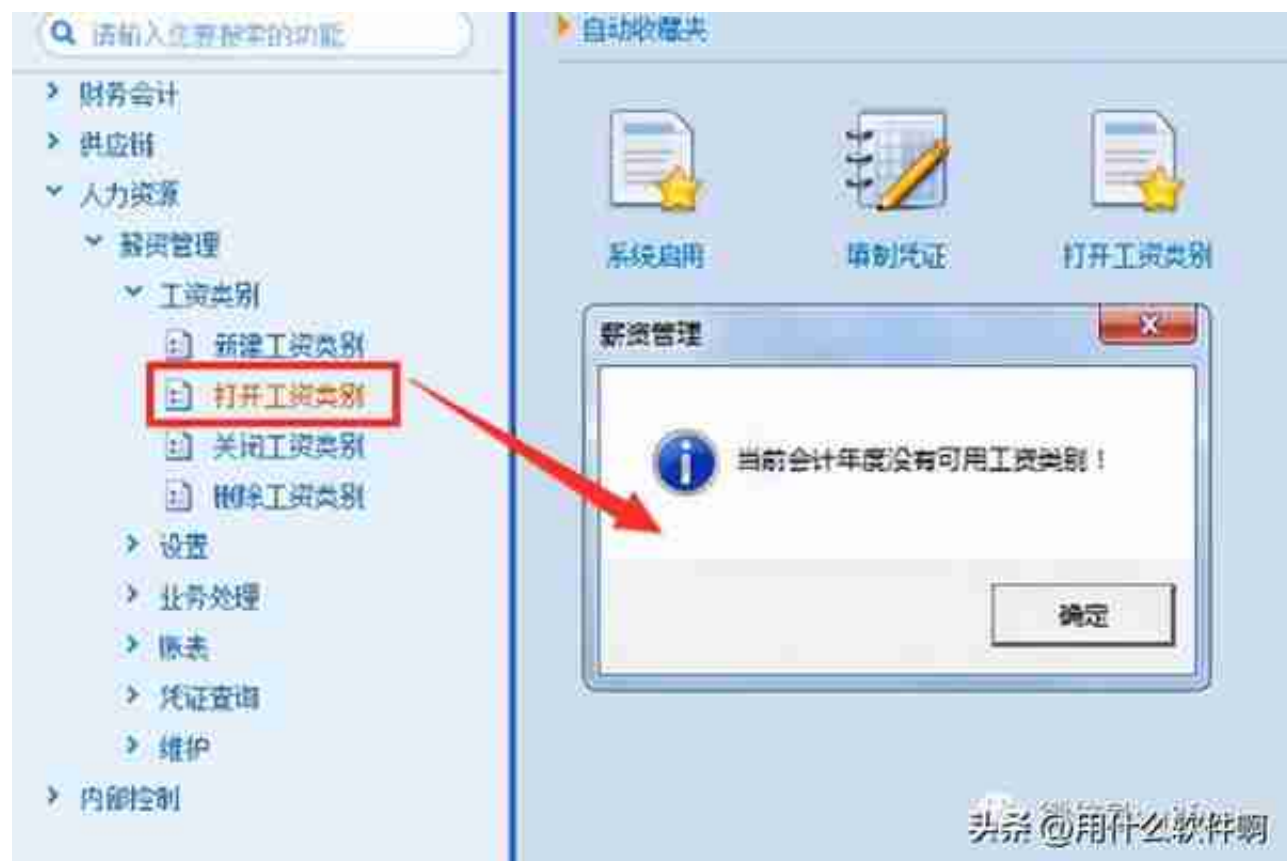 请输入您要搜索的功能
财务会计
供应链
人力资源
薪资管理
工资类别
新建工资类别
打开工资类别
关闭工资类别
删除工资类别
设置
业务处理
账表
凭证查询
维护
内部控制
自动收藏夹
系统启用
填制凭证
打开工资类别
薪资管理
当前会计年度没有可用工资类别！
确定
头条 @用什么软件啊